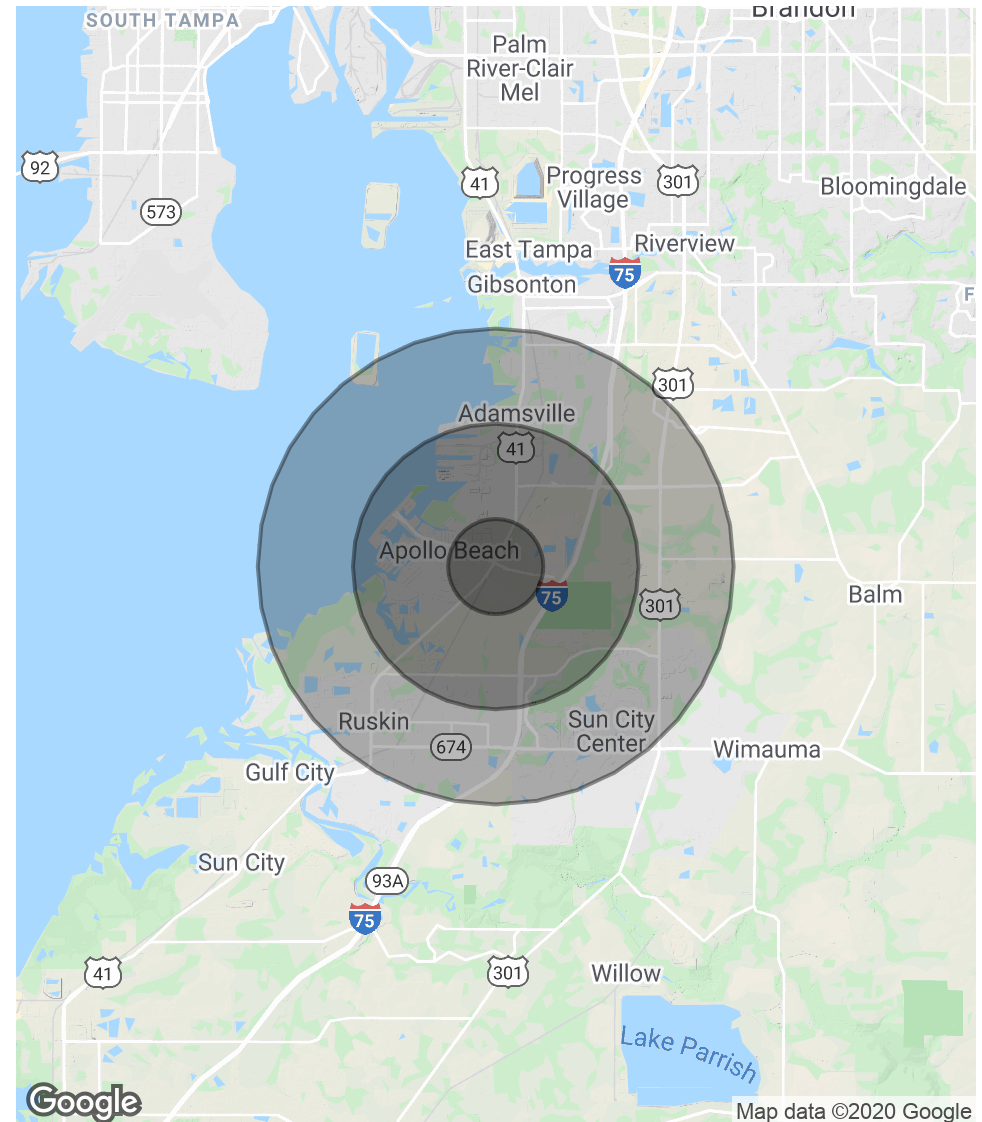 Brandon
SOUTH TAMPA
Palm
River-Clair
Mel
92
41
Progress
Village
301
Bloomingdale
573
East Tampa
Riverview
75
Gibsonton
F
301
Adamsville
41
Apollo Beach
75
301
Balm
Ruskin
Sun City
Center
674
Wimauma
Gulf City
Sun City
93A
75
41
301
Willow
Lake Parrish
Google
Map data ©2020 Google